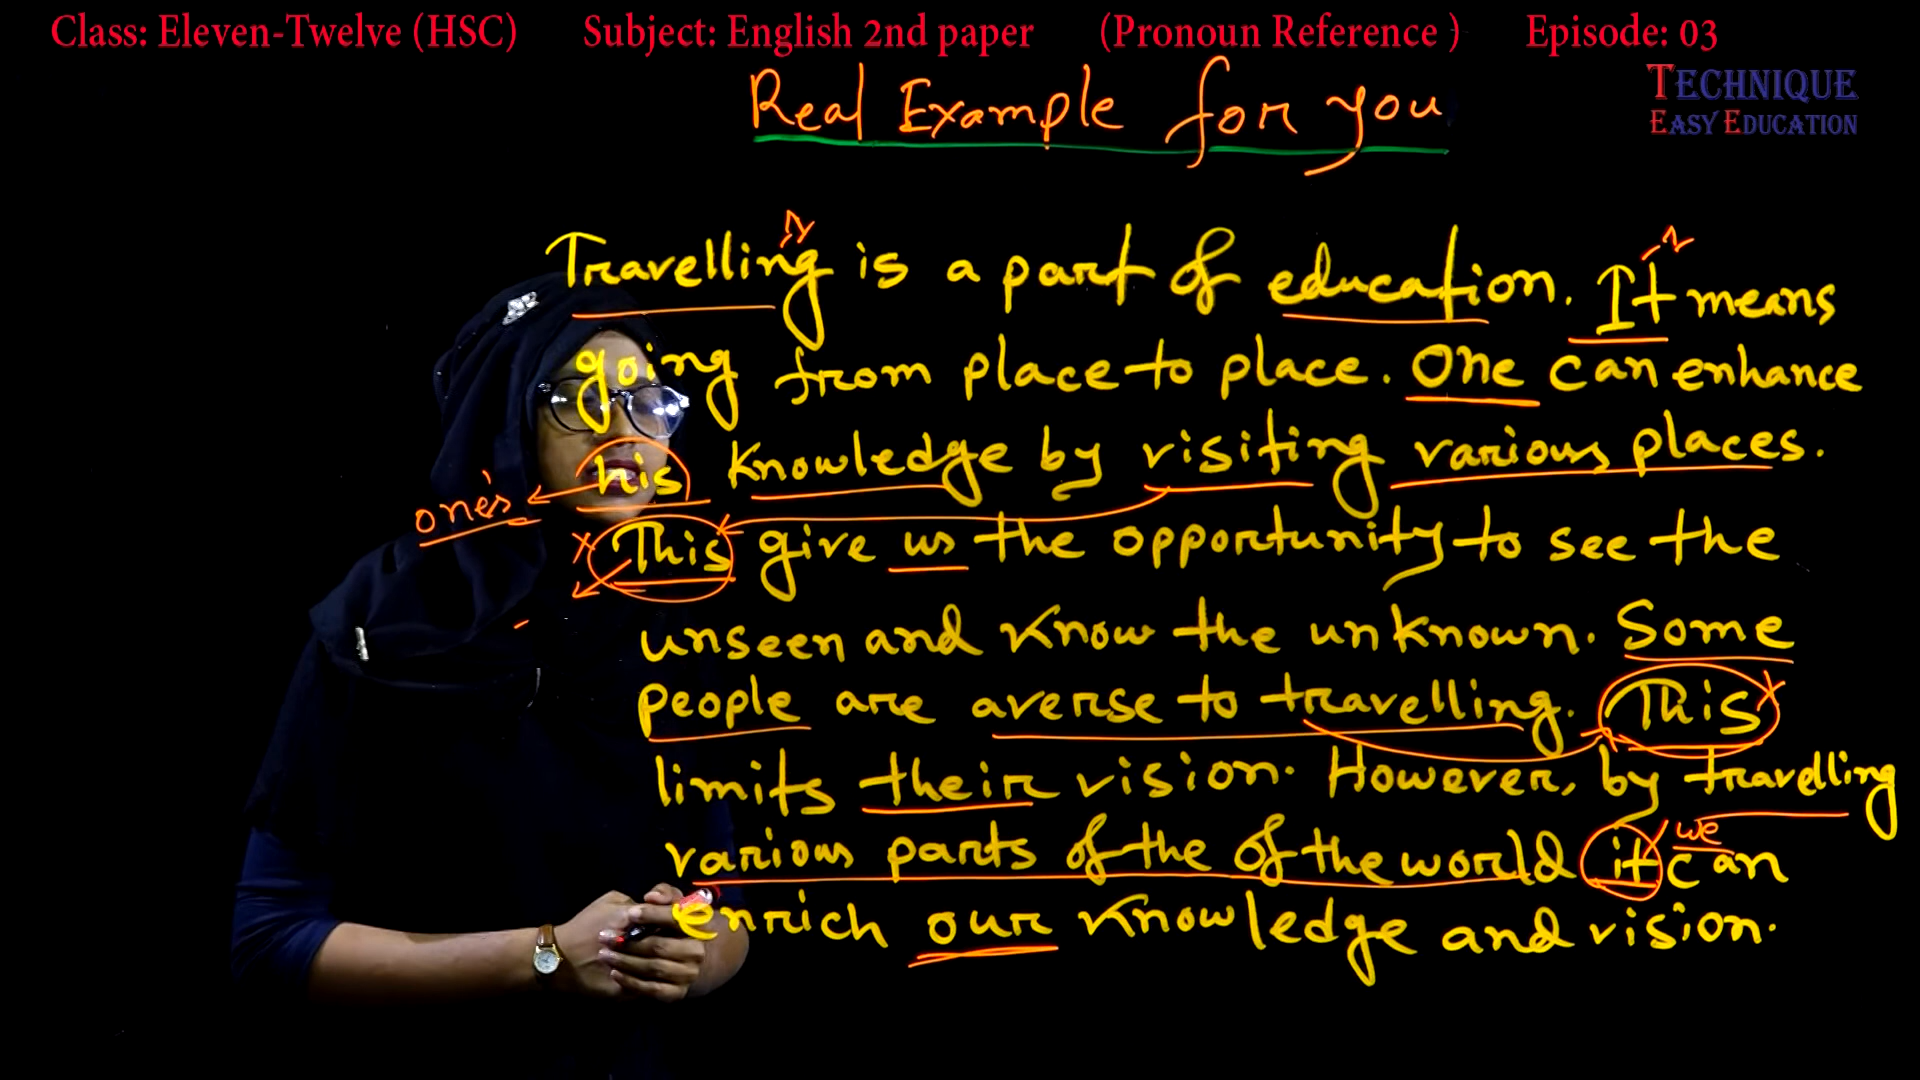 Class: Eleven-Twelve (HSC) Subject: English 2nd paper (Pronoun Reference ) Episode: 03
TECHNIQUE
EASY EDUCATION
Real Example for you
N
N
Travelling is a part of education. It means
going from place to place. One can enhance
his knowledge by visiting various places.
one's
This give us the opportunity to see the
unseen and know the unknown. Some
people are averse to travelling. This
limits their vision. However, by travelling
we
various parts of the of the world it can
enrich our knowledge and vision.